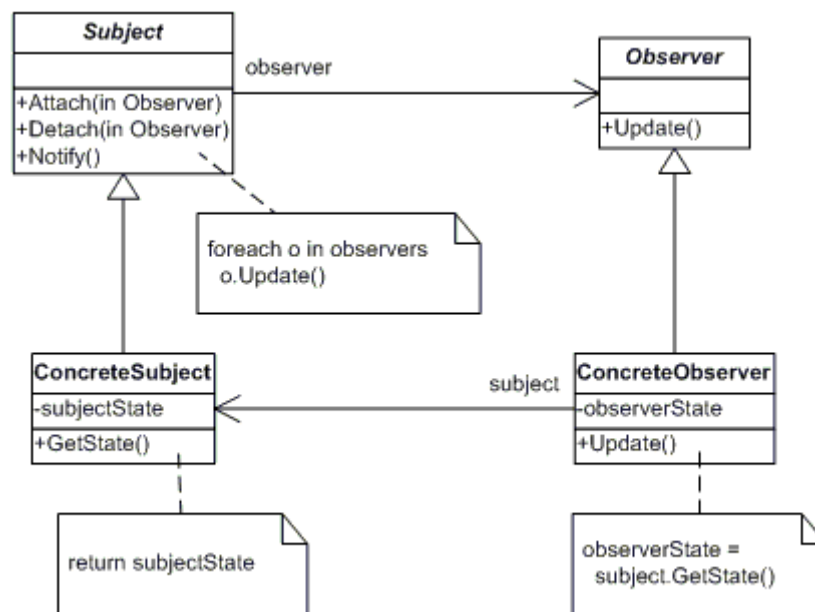 Subject
+Attach(in Observer)
+Detach(in Observer)
+Notify()
observer
Observer
+Update()
foreach o in observers
o.Update()
ConcreteSubject
-subjectState
+GetState()
subject
ConcreteObserver
-observerState
+Update()
return subjectState
observerState =
subject.GetState()